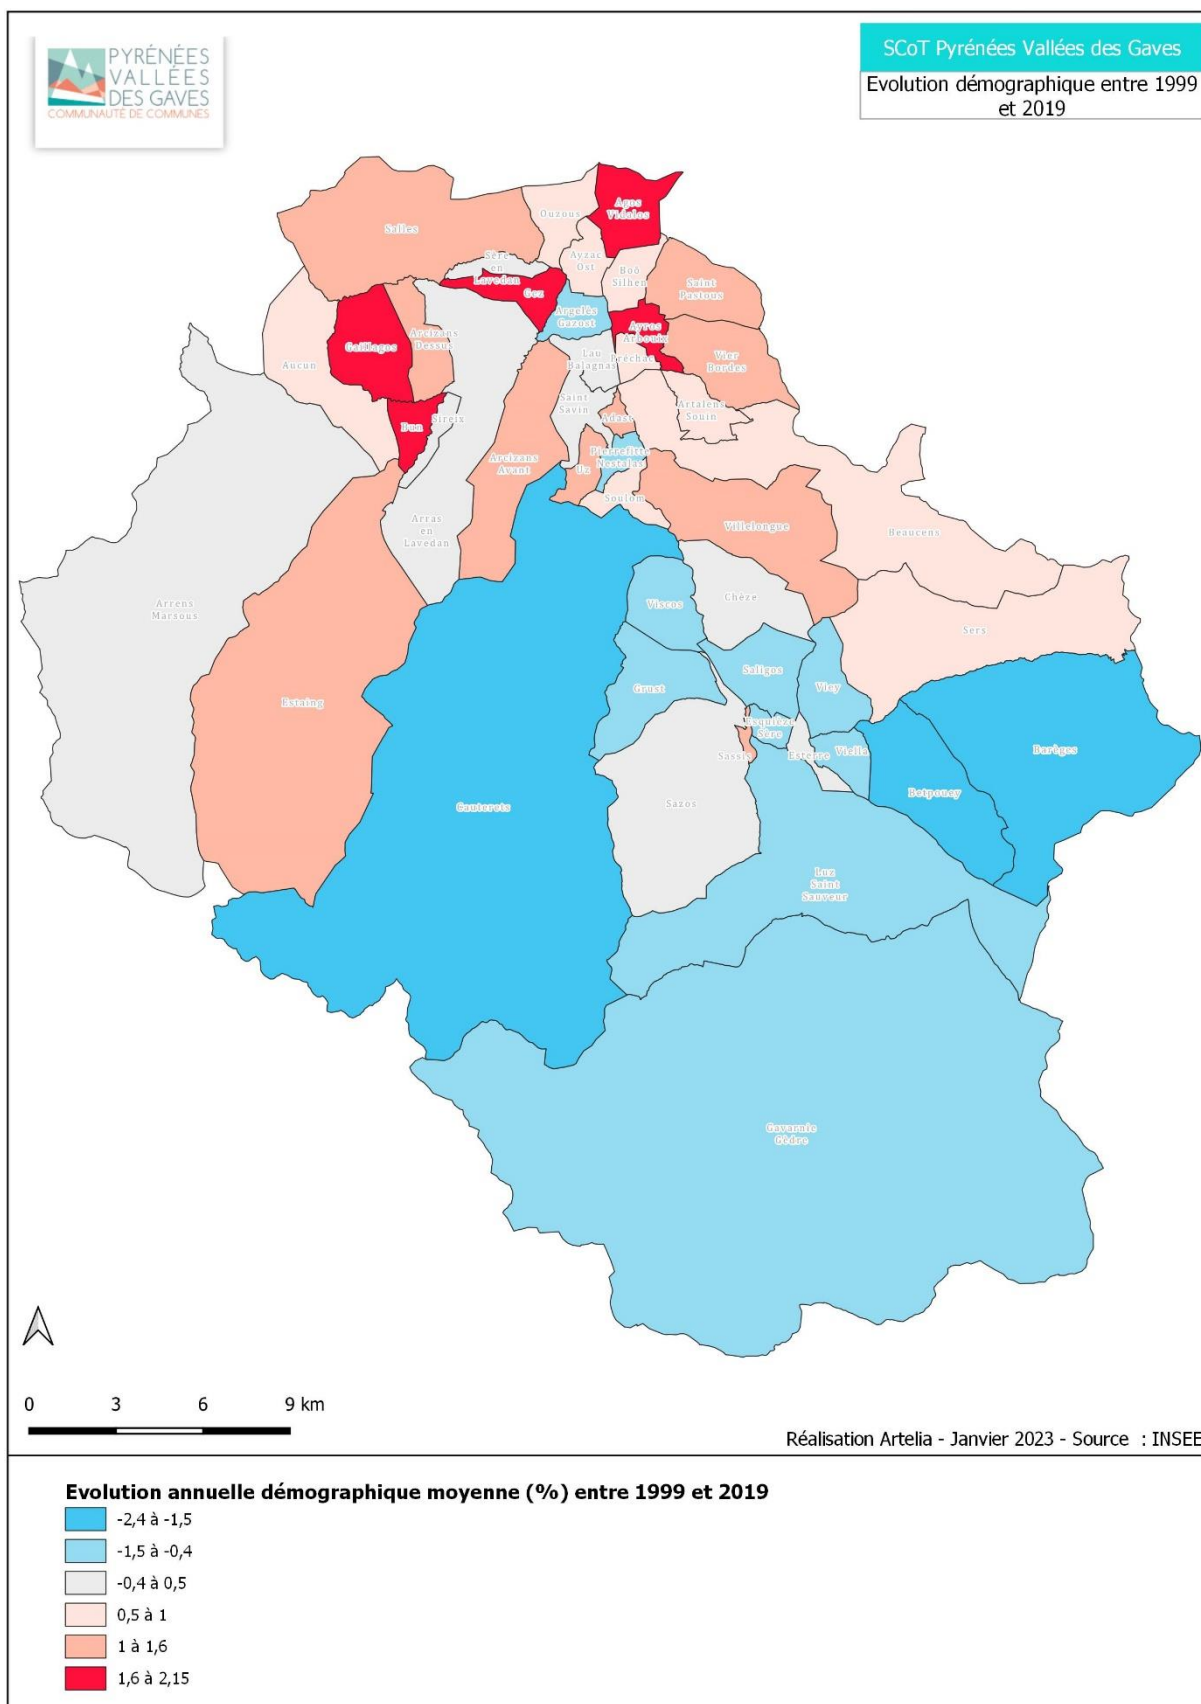 PYRÉNÉES
VALLÉES
DES GAVES
COMMUNAUTÉ DE COMMUNES
SCoT Pyrénées Vallées des Gaves
Evolution démographique entre 1999
et 2019
Agos
Vidalos
Ouzous
Salles
Ayzac
Ost
Sère
en
Lavedan
Boô
Silhen
Saint
Pastous
Gez
Argelès
Gazost
Ayros
Arbouix
Arcizans
Dessus
Gaillagos
Aucun
Lau
Balagnas
Préchac
Vier
Bordes
Saint
Savin
Artalens
Souin
Adast
Sireix
Bun
Pierrefitte
Nestalas
Arcizans
Avant
Uz
Soulom
Arras
en
Lavedan
Villelongue
Beaucens
Arrens
Marsous
Viscos
Chèze
Sers
Saligos
Viey
Grust
Estaing
Esquièze
Sère
Sassis
Esterre
Viella
Barèges
Betpouey
Sazos
Cauterets
Luz
Saint
Sauveur
Gavarnie
Gèdre
0 3 6 9 km
Réalisation Artelia - Janvier 2023 - Source : INSEE
Evolution annuelle démographique moyenne (%) entre 1999 et 2019
-2,4 à -1,5
-1,5 à -0,4
-0,4 à 0,5
0,5 à 1
1 à 1,6
1,6 à 2,15